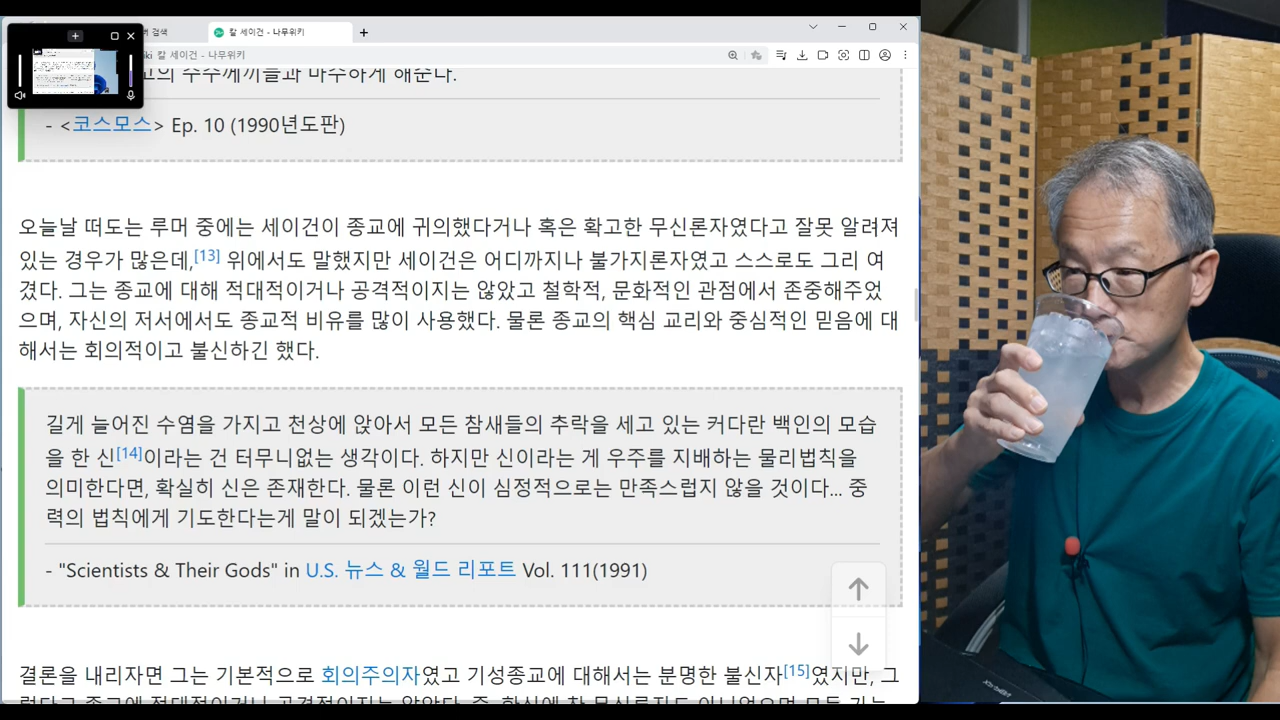 칼 세이건 - 나무위키
검색
칼 세이건 - 나무위키
- <코스모스> Ep. 10 (1990년도판)
오늘날 떠도는 루머 중에는 세이건이 종교에 귀의했다거나 혹은 확고한 무신론자였다고 잘못 알려져
있는 경우가 많은데,[13] 위에서도 말했지만 세이건은 어디까지나 불가지론자였고 스스로도 그리 여
겼다. 그는 종교에 대해 적대적이거나 공격적이지는 않았고 철학적, 문화적인 관점에서 존중해주었
으며, 자신의 저서에서도 종교적 비유를 많이 사용했다. 물론 종교의 핵심 교리와 중심적인 믿음에 대
해서는 회의적이고 불신하긴 했다.
길게 늘어진 수염을 가지고 천상에 앉아서 모든 참새들의 추락을 세고 있는 커다란 백인의 모습
을 한 신[14]이라는 건 터무니없는 생각이다. 하지만 신이라는 게 우주를 지배하는 물리법칙을
의미한다면, 확실히 신은 존재한다. 물론 이런 신이 심정적으로는 만족스럽지 않을 것이다... 중
력의 법칙에게 기도한다는게 말이 되겠는가?
- "Scientists & Their Gods" in U.S. 뉴스 & 월드 리포트 Vol. 111(1991)
결론을 내리자면 그는 기본적으로 회의주의자였고 기성종교에 대해서는 분명한 불신자[15]였지만, 그